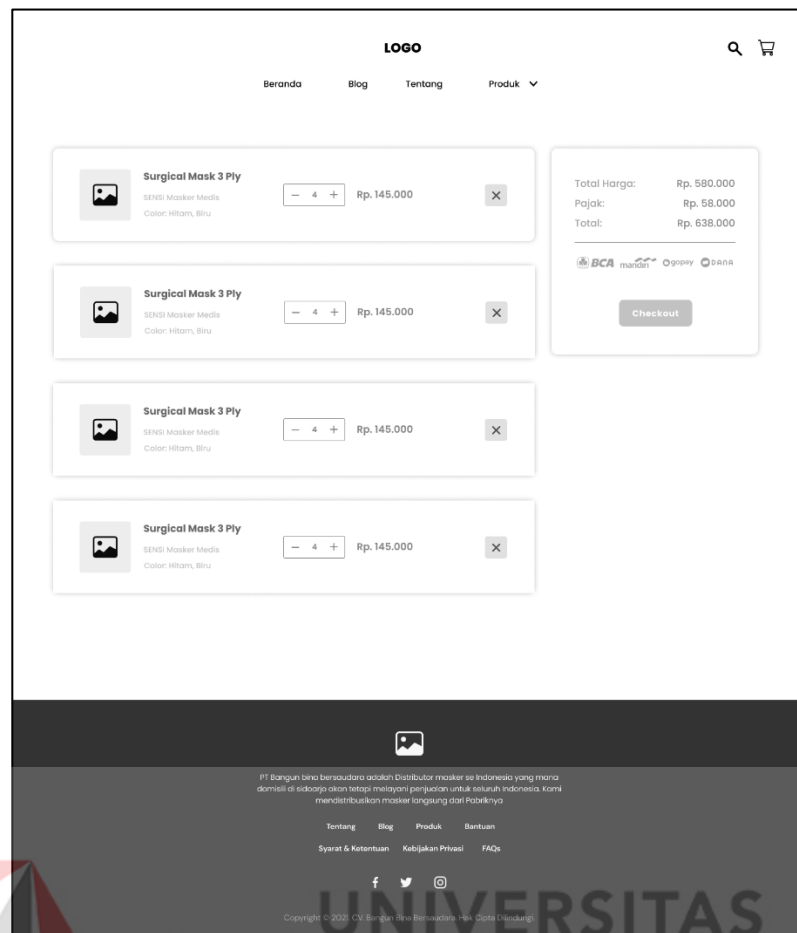 LOGO
Beranda Blog Tentang Produk
Surgical Mask 3 Ply
SENSI Masker Medis
Color: Hitam, Biru
4
Rp. 145.000
Surgical Mask 3 Ply
SENSI Masker Medis
Color: Hitam, Biru
4
Rp. 145.000
Surgical Mask 3 Ply
SENSI Masker Medis
Color: Hitam, Biru
4
Rp. 145.000
Surgical Mask 3 Ply
SENSI Masker Medis
Color: Hitam, Biru
4
Rp. 145.000
Total Harga: Rp. 580.000
Pajak: Rp. 58.000
Total: Rp. 638.000
BCA mandiri gopay DANA
Checkout
PT Bangun bina bersaudara adalah Distributor masker se Indonesia yang mana
domisili di sidoarjo akan tetapi melayani penjualan untuk seluruh Indonesia. Kami
mendistribusikan masker langsung dari Pabriknya
Tentang Blog Produk Bantuan
Syarat & Ketentuan Kebijakan Privasi FAQs
UNIVERSITAS
Copyright © 2021. CV. Bangun Bina Bersaudara. Hak Cipta Dilindungi.